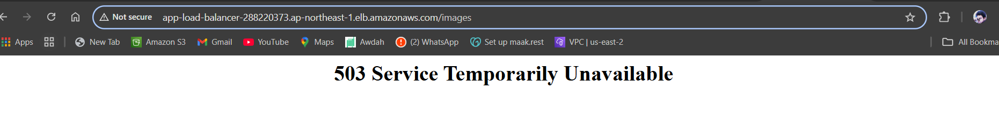 Not secure app-load-balancer-288220373.ap-northeast-1.elb.amazonaws.com/images
Apps New Tab Amazon S3 Gmail YouTube Maps Awdah (2) WhatsApp Set up maak.rest VPC | us-east-2 All Bookma
503 Service Temporarily Unavailable